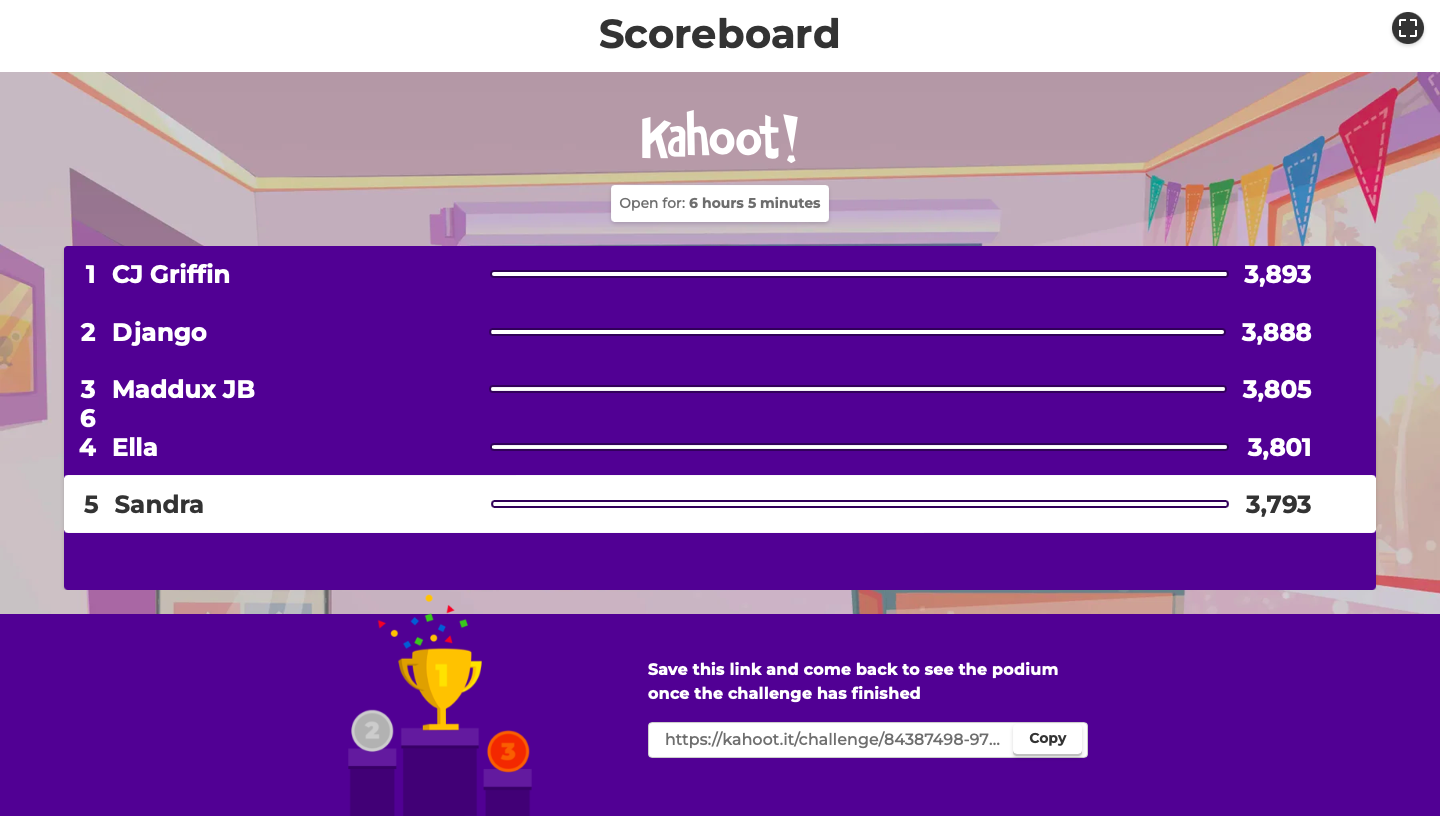 Scoreboard
Kahoot!
Open for: 6 hours 5 minutes
1 CJ Griffin 3,893
2 Django 3,888
3 Maddux JB 3,805
6
4 Ella 3,801
5 Sandra 3,793
1
2
3
Save this link and come back to see the podium
once the challenge has finished
https://kahoot.it/challenge/84387498-97... Copy